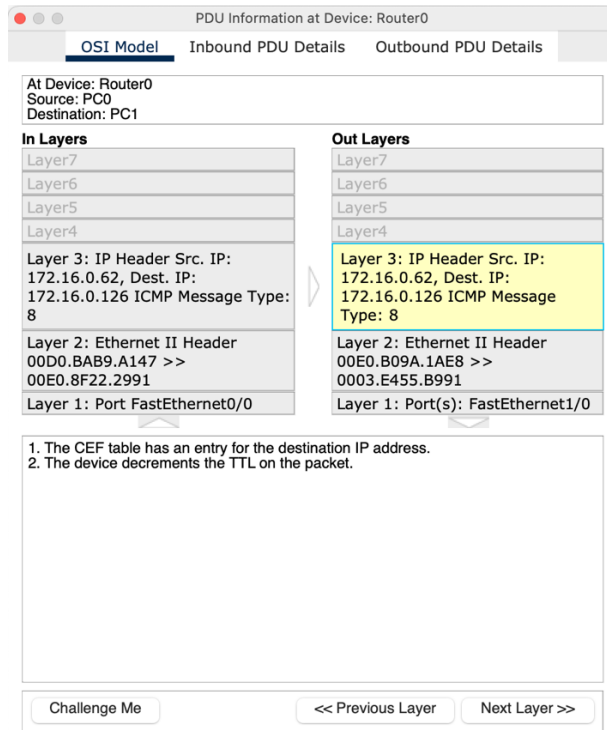 PDU Information at Device: Router0
OSI Model
Inbound PDU Details
Outbound PDU Details
At Device: Router0
Source: PC0
Destination: PC1
In Layers
Layer7
Layer6
Layer5
Layer4
Layer 3: IP Header Src. IP:
172.16.0.62, Dest. IP:
172.16.0.126 ICMP Message Type:
8
Layer 2: Ethernet II Header
00D0.BAB9.A147 >>
00E0.8F22.2991
Layer 1: Port FastEthernet0/0
Out Layers
Layer7
Layer6
Layer5
Layer4
Layer 3: IP Header Src. IP:
172.16.0.62, Dest. IP:
172.16.0.126 ICMP Message
Type: 8
Layer 2: Ethernet II Header
00E0.B09A.1AE8 >>
0003.E455.B991
Layer 1: Port(s): FastEthernet1/0
1. The CEF table has an entry for the destination IP address.
2. The device decrements the TTL on the packet.
Challenge Me
<< Previous Layer
Next Layer >>